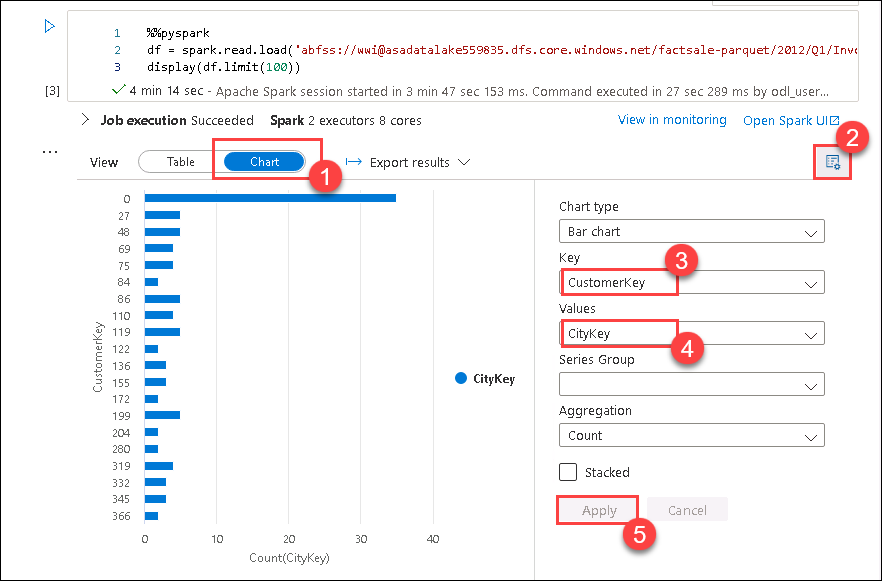 1 %%pyspark
2 df = spark.read.load('abfss://wwi@asadatalake559835.dfs.core.windows.net/factsale-parquet/2012/Q1/Inv
3 display(df.limit(100))
[3]
4 min 14 sec - Apache Spark session started in 3 min 47 sec 153 ms. Command executed in 27 sec 289 ms by odl_user...
Job execution Succeeded Spark 2 executors 8 cores View in monitoring Open Spark UI
...
View Table Chart Export results
1
2
Chart type
Bar chart
Key
CustomerKey
3
Values
CityKey
4
Series Group
Aggregation
Count
Stacked
Apply Cancel
5
CustomerKey
0
27
48
69
75
84
86
110
119
122
136
155
172
199
204
280
319
332
345
366
0 10 20 30 40
Count(CityKey)
CityKey